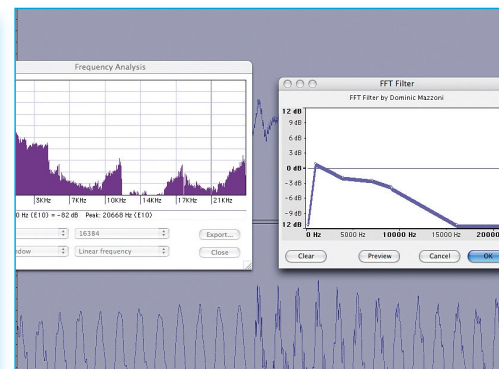 Frequency Analysis
3KHz 7KHz 10KHz 14KHz 17KHz 21KHz
0 Hz (E10) = -82 dB Peak: 20668 Hz (E10)
16384
Export...
dow
Linear frequency
Close
FFT Filter
FFT Filter by Dominic Mazzoni
12 dB
9 dB
6 dB
3 dB
0 dB
-3 dB
-6 dB
-9 dB
12 dB
0 Hz 5000 Hz 10000 Hz 15000 Hz 20000
Clear Preview Cancel OK